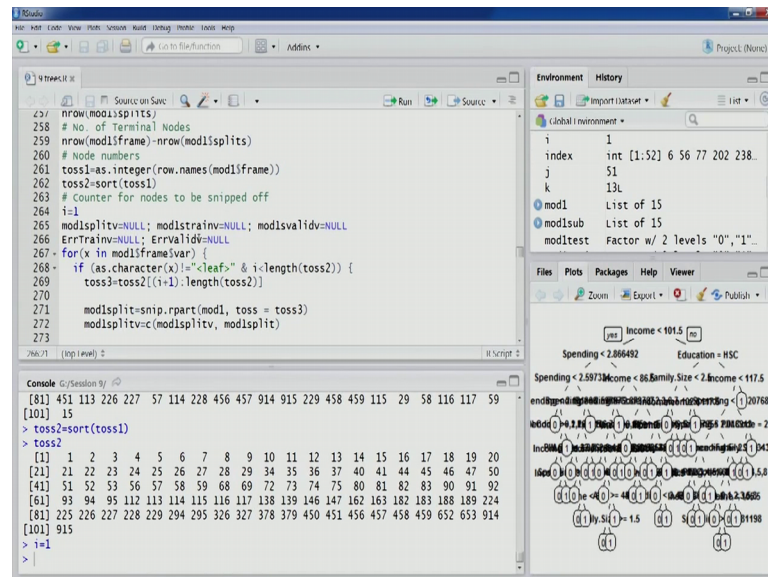 RStudio
File Edit Code View Plots Session Build Debug Profile Tools Help
Go to file/function
Addins
Project: (None)
9 trees.R
Source on Save
Run
Source
257 nrow(mod1$splits)
258 # No. of Terminal Nodes
259 nrow(mod1$frame)-nrow(mod1$splits)
260 # Node numbers
261 toss1=as.integer(row.names(mod1$frame))
262 toss2=sort(toss1)
263 # Counter for nodes to be snipped off
264 i=1
265 mod1splitv=NULL; mod1strainv=NULL; mod1svalidv=NULL
266 ErrTrainv=NULL; ErrValidv=NULL
267 for(x in mod1$frame$var) {
268 if (as.character(x)!="<leaf>" & i<length(toss2)) {
269 toss3=toss2[(i+1):length(toss2)]
270
271 mod1split=snip.rpart(mod1, toss = toss3)
272 mod1splitv=c(mod1splitv, mod1split)
273
266:21 (Top Level)
R Script
Console G:/Session 9/
[81] 451 113 226 227 57 114 228 456 457 914 915 229 458 459 115 29 58 116 117 59
[101] 15
> toss2=sort(toss1)
> toss2
[1] 1 2 3 4 5 6 7 8 9 10 11 12 13 14 15 16 17 18 19 20
[21] 21 22 23 24 25 26 27 28 29 34 35 36 37 40 41 44 45 46 47 50
[41] 51 52 53 56 57 58 59 68 69 72 73 74 75 80 81 82 83 90 91 92
[61] 93 94 95 112 113 114 115 116 117 138 139 146 147 162 163 182 183 188 189 224
[81] 225 226 227 228 229 294 295 326 327 378 379 450 451 456 457 458 459 652 653 914
[101] 915
> i=1
>
Environment History
Import Dataset
List
Global Environment
i 1
index int [1:52] 6 56 77 202 238...
j 51
k 13L
mod1 List of 15
mod1sub List of 15
mod1test Factor w/ 2 levels "0","1"...
Files Plots Packages Help Viewer
Zoom Export Publish
yes Income < 101.5 no
Spending < 2.866492 Education = HSC